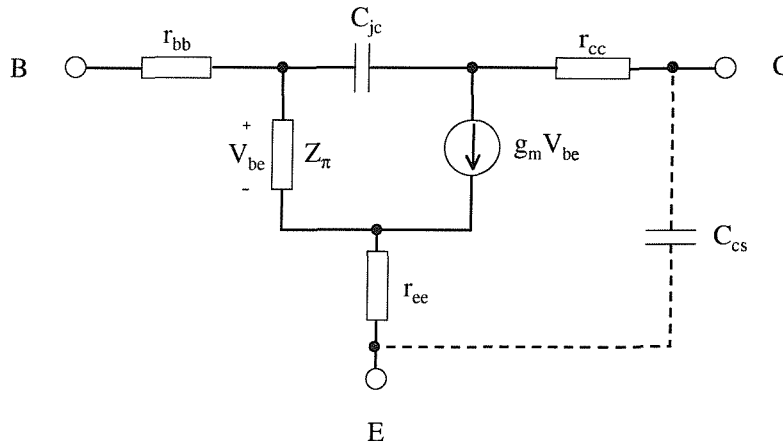 C_jc
r_bb
r_cc
B
C
+
V_be
-
Z_π
g_m V_be
C_cs
r_ee
E